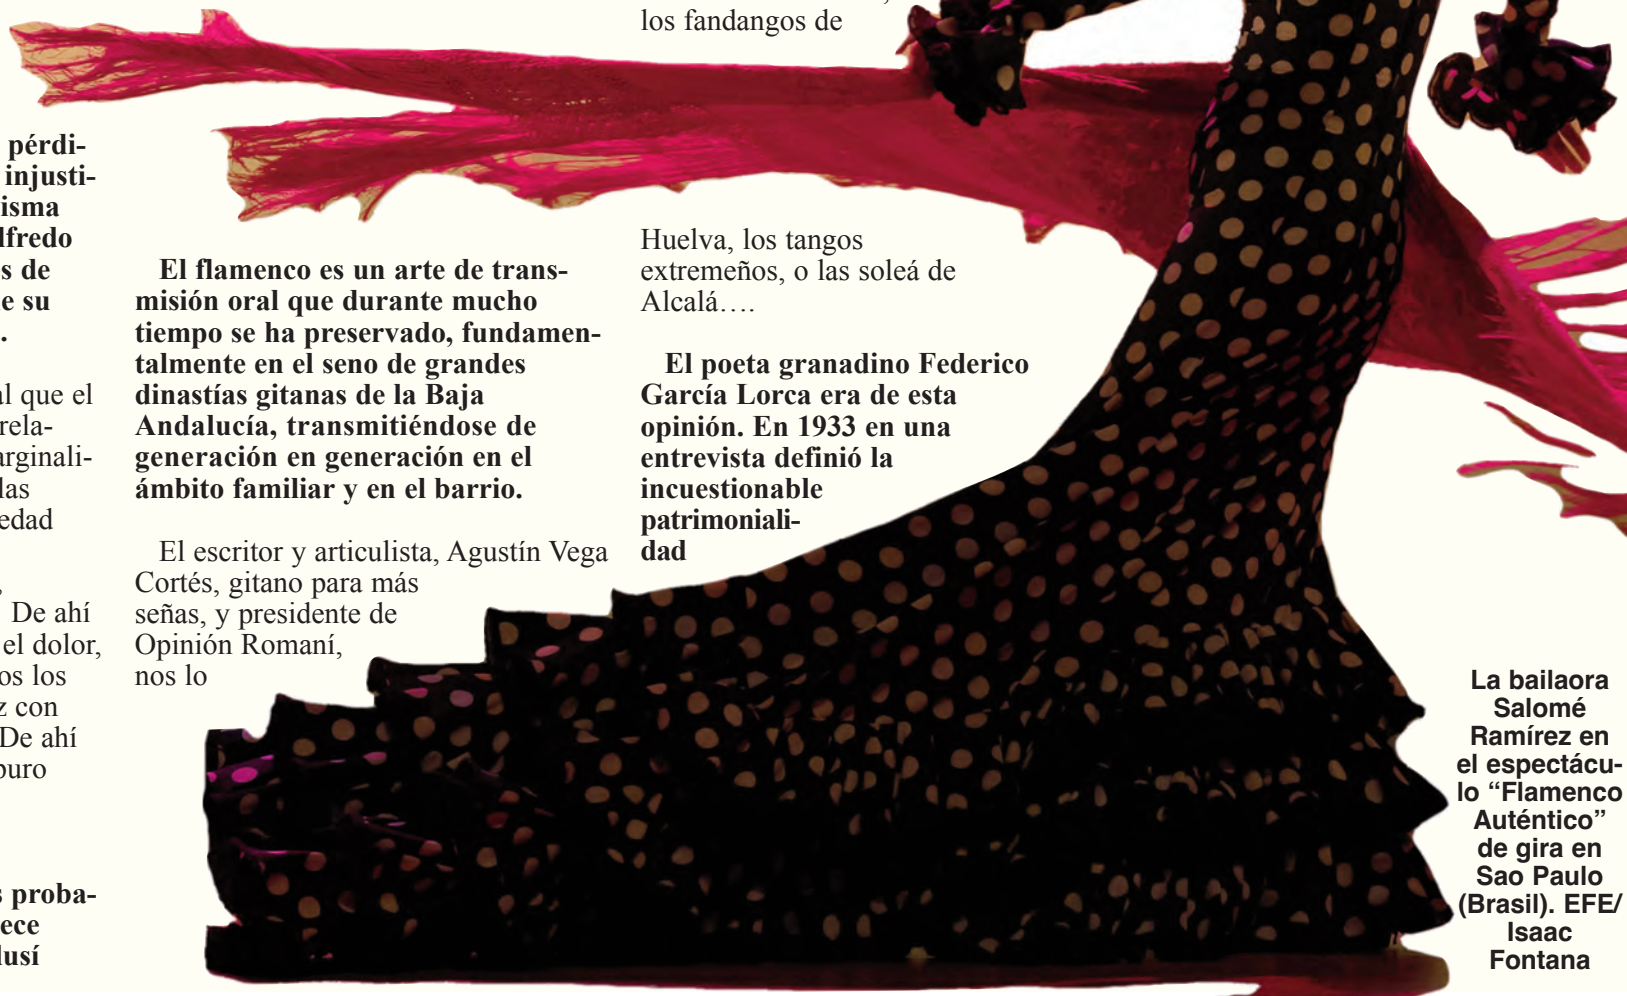 pérdi-
injusti-
isma
lfredo
s de
e su
.
al que el
rela-
arginali-
las
edad
,
De ahí
el dolor,
os los
z con
De ahí
puro
s proba-
ece
lusí
El flamenco es un arte de trans-
misión oral que durante mucho
tiempo se ha preservado, fundamen-
talmente en el seno de grandes
dinastías gitanas de la Baja
Andalucía, transmitiéndose de
generación en generación en el
ámbito familiar y en el barrio.
El escritor y articulista, Agustín Vega
Cortés, gitano para más
señas, y presidente de
Opinión Romaní,
nos lo
los fandangos de
Huelva, los tangos
extremeños, o las soleá de
Alcalá….
El poeta granadino Federico
García Lorca era de esta
opinión. En 1933 en una
entrevista definió la
incuestionable
patrimoniali-
dad
La bailaora
Salomé
Ramírez en
el espectácu-
lo “Flamenco
Auténtico”
de gira en
Sao Paulo
(Brasil). EFE/
Isaac
Fontana